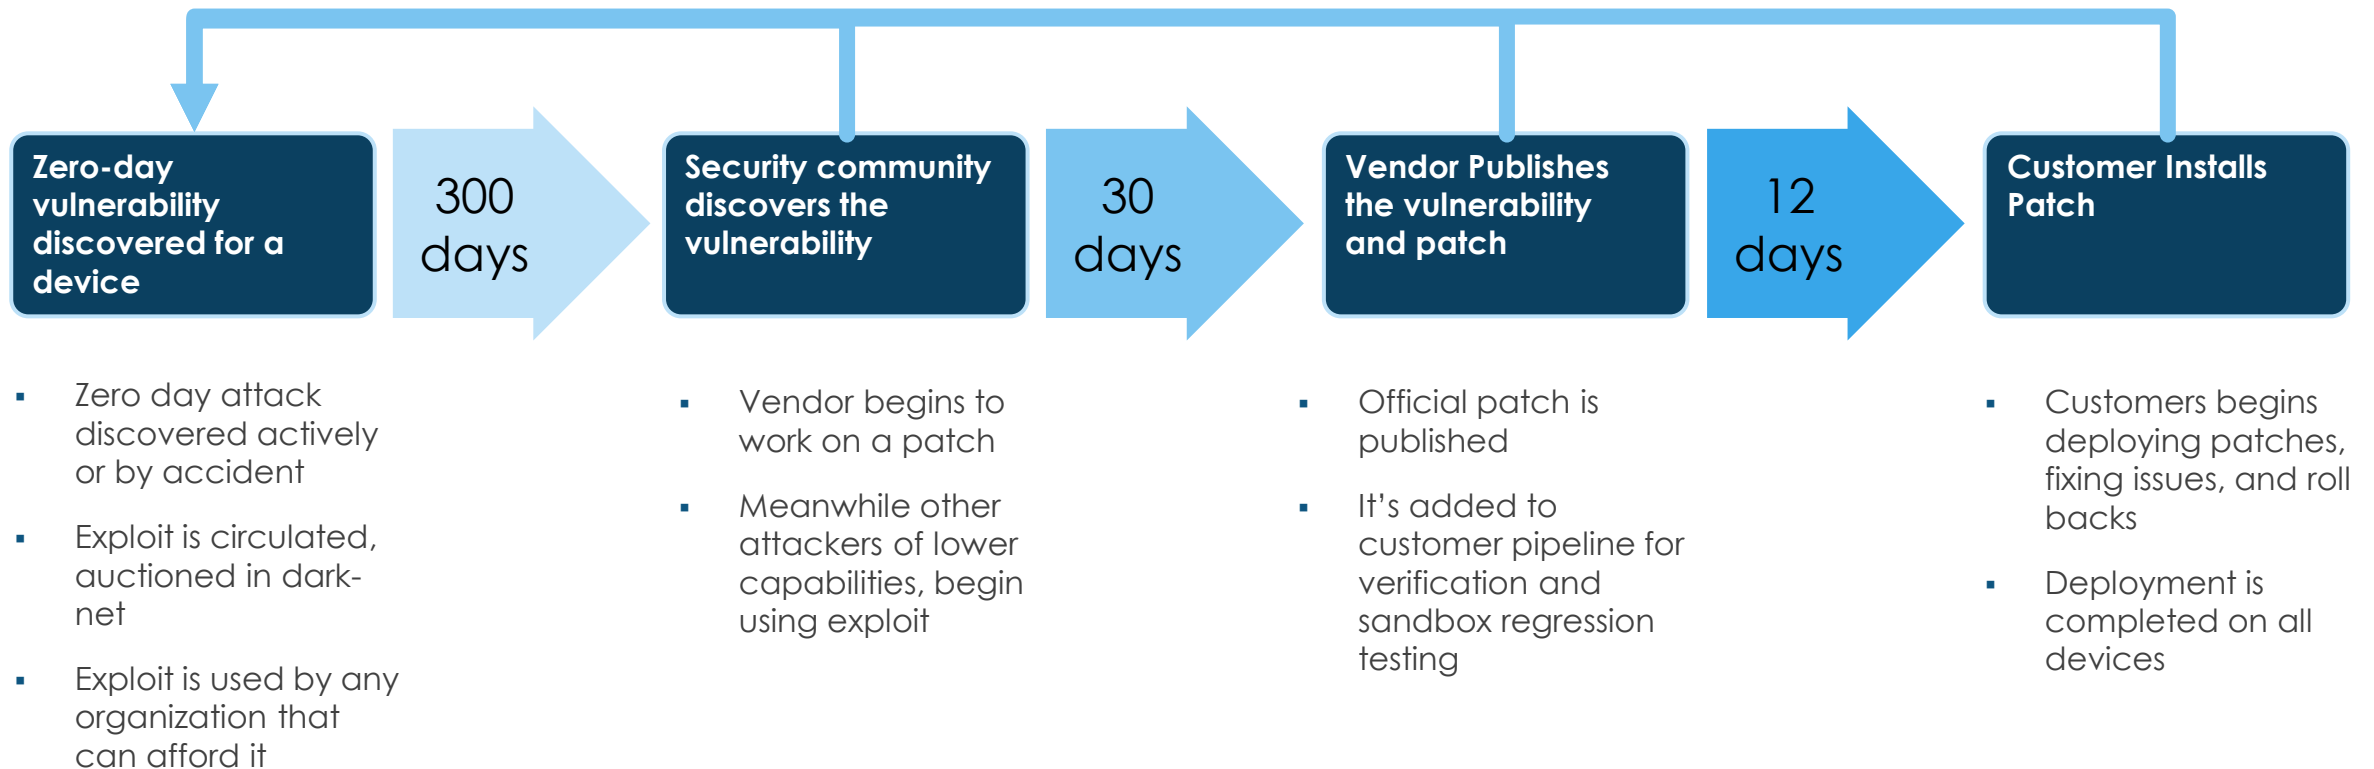 Zero-day
vulnerability
discovered for a
device
300
days
Security community
discovers the
vulnerability
30
days
Vendor Publishes
the vulnerability
and patch
12
days
Customer Installs
Patch
▪ Zero day attack
discovered actively
or by accident
▪ Exploit is circulated,
auctioned in dark-
net
▪ Exploit is used by any
organization that
can afford it
▪ Vendor begins to
work on a patch
▪ Meanwhile other
attackers of lower
capabilities, begin
using exploit
▪ Official patch is
published
▪ It’s added to
customer pipeline for
verification and
sandbox regression
testing
▪ Customers begins
deploying patches,
fixing issues, and roll
backs
▪ Deployment is
completed on all
devices